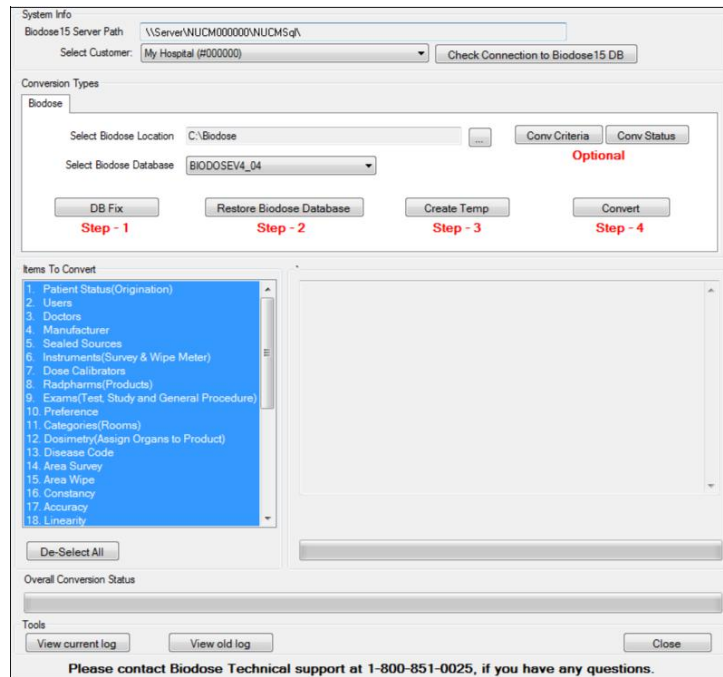 System Info
Biodose15 Server Path \\Server\NUCM000000\NUCMSql\
Select Customer: My Hospital (#000000) Check Connection to Biodose15 DB
Conversion Types
Biodose
Select Biodose Location C:\Biodose ... Conv Criteria Conv Status
Optional
Select Biodose Database BIODOSEV4_04
DB Fix Restore Biodose Database Create Temp Convert
Step - 1 Step - 2 Step - 3 Step - 4
Items To Convert
1. Patient Status(Origination)
2. Users
3. Doctors
4. Manufacturer
5. Sealed Sources
6. Instruments(Survey & Wipe Meter)
7. Dose Calibrators
8. Radpharms(Products)
9. Exams(Test, Study and General Procedure)
10. Preference
11. Categories(Rooms)
12. Dosimetry(Assign Organs to Product)
13. Disease Code
14. Area Survey
15. Area Wipe
16. Constancy
17. Accuracy
18. Linearity
De-Select All
Overall Conversion Status
Tools
View current log View old log Close
Please contact Biodose Technical support at 1-800-851-0025, if you have any questions.